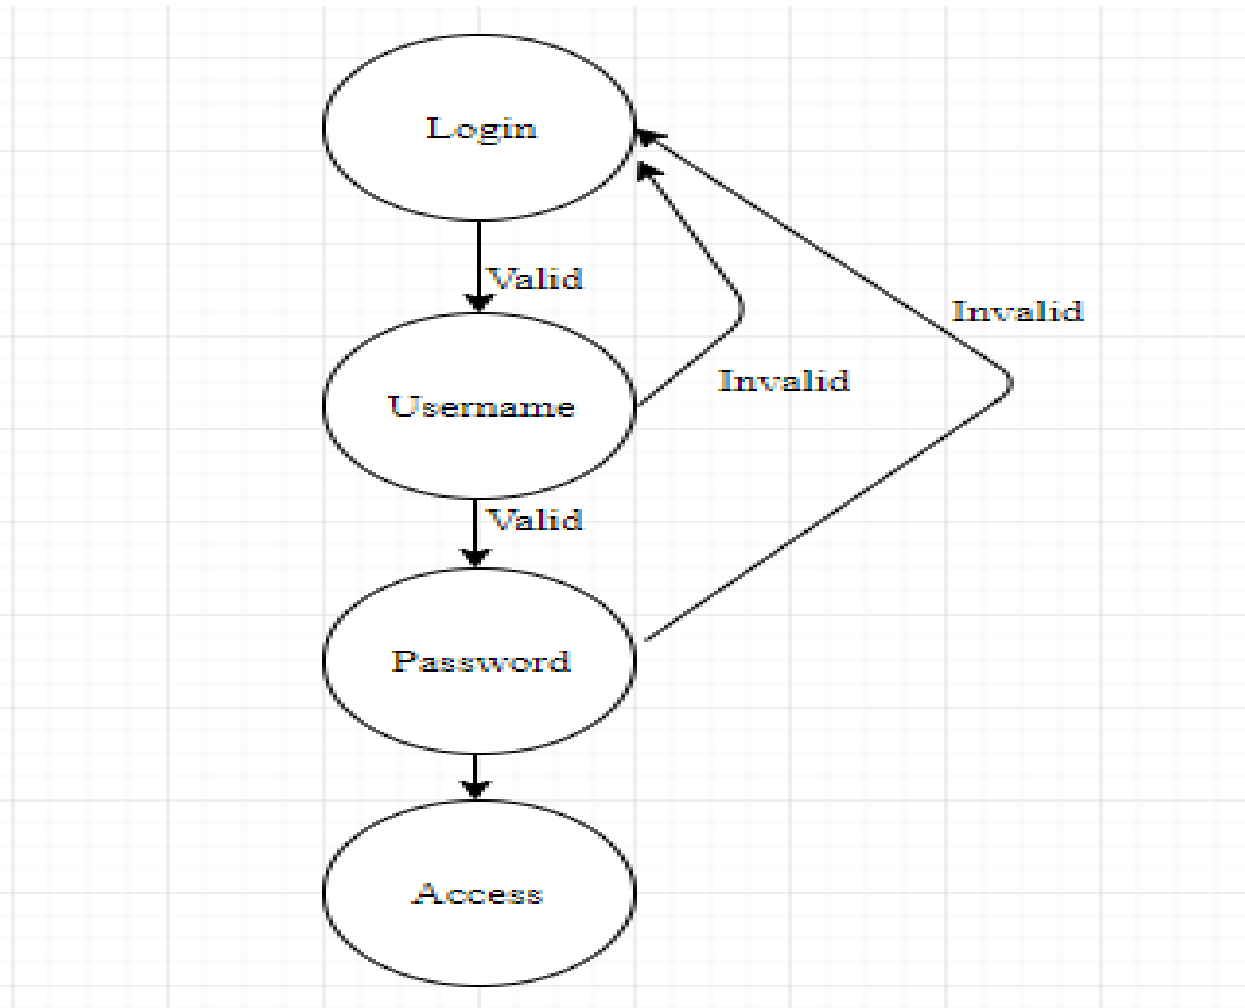 Login
Valid
Invalid
Invalid
Username
Valid
Password
Access